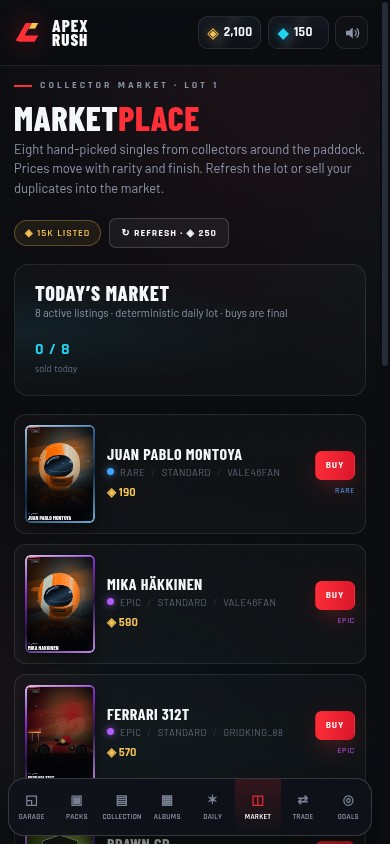 APEX
RUSH
2,100
150
COLLECTOR MARKET · LOT 1
MARKETPLACE
Eight hand-picked singles from collectors around the paddock.
Prices move with rarity and finish. Refresh the lot or sell your
duplicates into the market.
◈ 15K LISTED
↻ REFRESH · ◈ 250
TODAY'S MARKET
8 active listings · deterministic daily lot · buys are final
0 / 8
sold today
JUAN PABLO MONTOYA
JUAN PABLO MONTOYA
RARE / STANDARD / VALE46FAN
◈ 190
BUY
RARE
MIKA HÄKKINEN
MIKA HÄKKINEN
EPIC / STANDARD / VALE46FAN
◈ 580
BUY
EPIC
FERRARI 312T
EPIC / STANDARD / GRIDKING_88
◈ 570
BUY
EPIC
GARAGE
PACKS
COLLECTION
ALBUMS
DAILY
MARKET
TRADE
GOALS